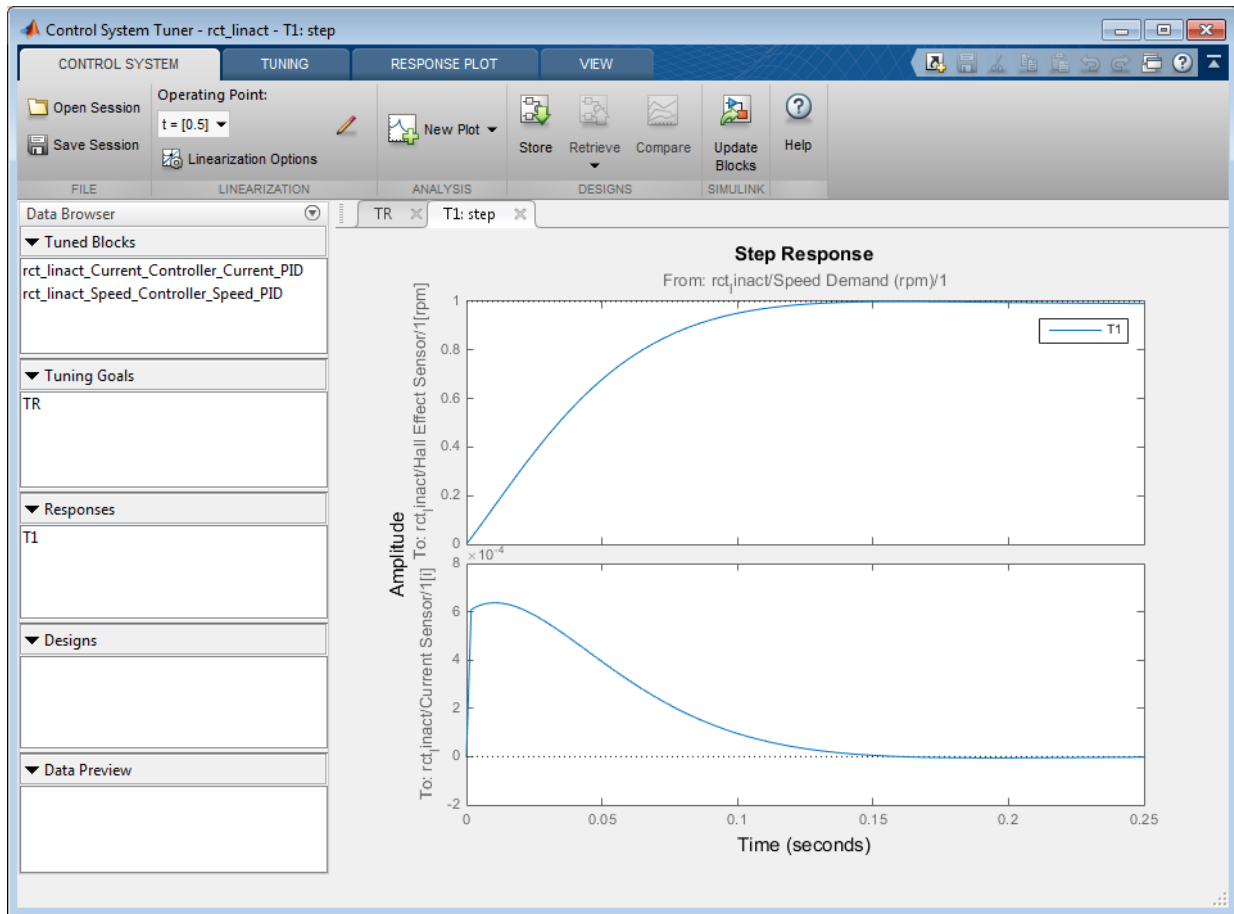 Control System Tuner - rct_linact - T1: step
CONTROL SYSTEM
TUNING
RESPONSE PLOT
VIEW
Open Session
Save Session
FILE
Operating Point:
t = [0.5]
Linearization Options
LINEARIZATION
New Plot
ANALYSIS
Store
Retrieve
Compare
DESIGNS
Update
Blocks
SIMULINK
Help
Data Browser
Tuned Blocks
rct_linact_Current_Controller_Current_PID
rct_linact_Speed_Controller_Speed_PID
Tuning Goals
TR
Responses
T1
Designs
Data Preview
TR
T1: step
Step Response
From: rct_linact/Speed Demand (rpm)/1
Amplitude
To: rct_linact/Hall Effect Sensor/1[rpm]
1
0.8
0.6
0.4
0.2
0
T1
To: rct_linact/Current Sensor/1[i]
×10⁻⁴
8
6
4
2
0
-2
0
0.05
0.1
0.15
0.2
0.25
Time (seconds)